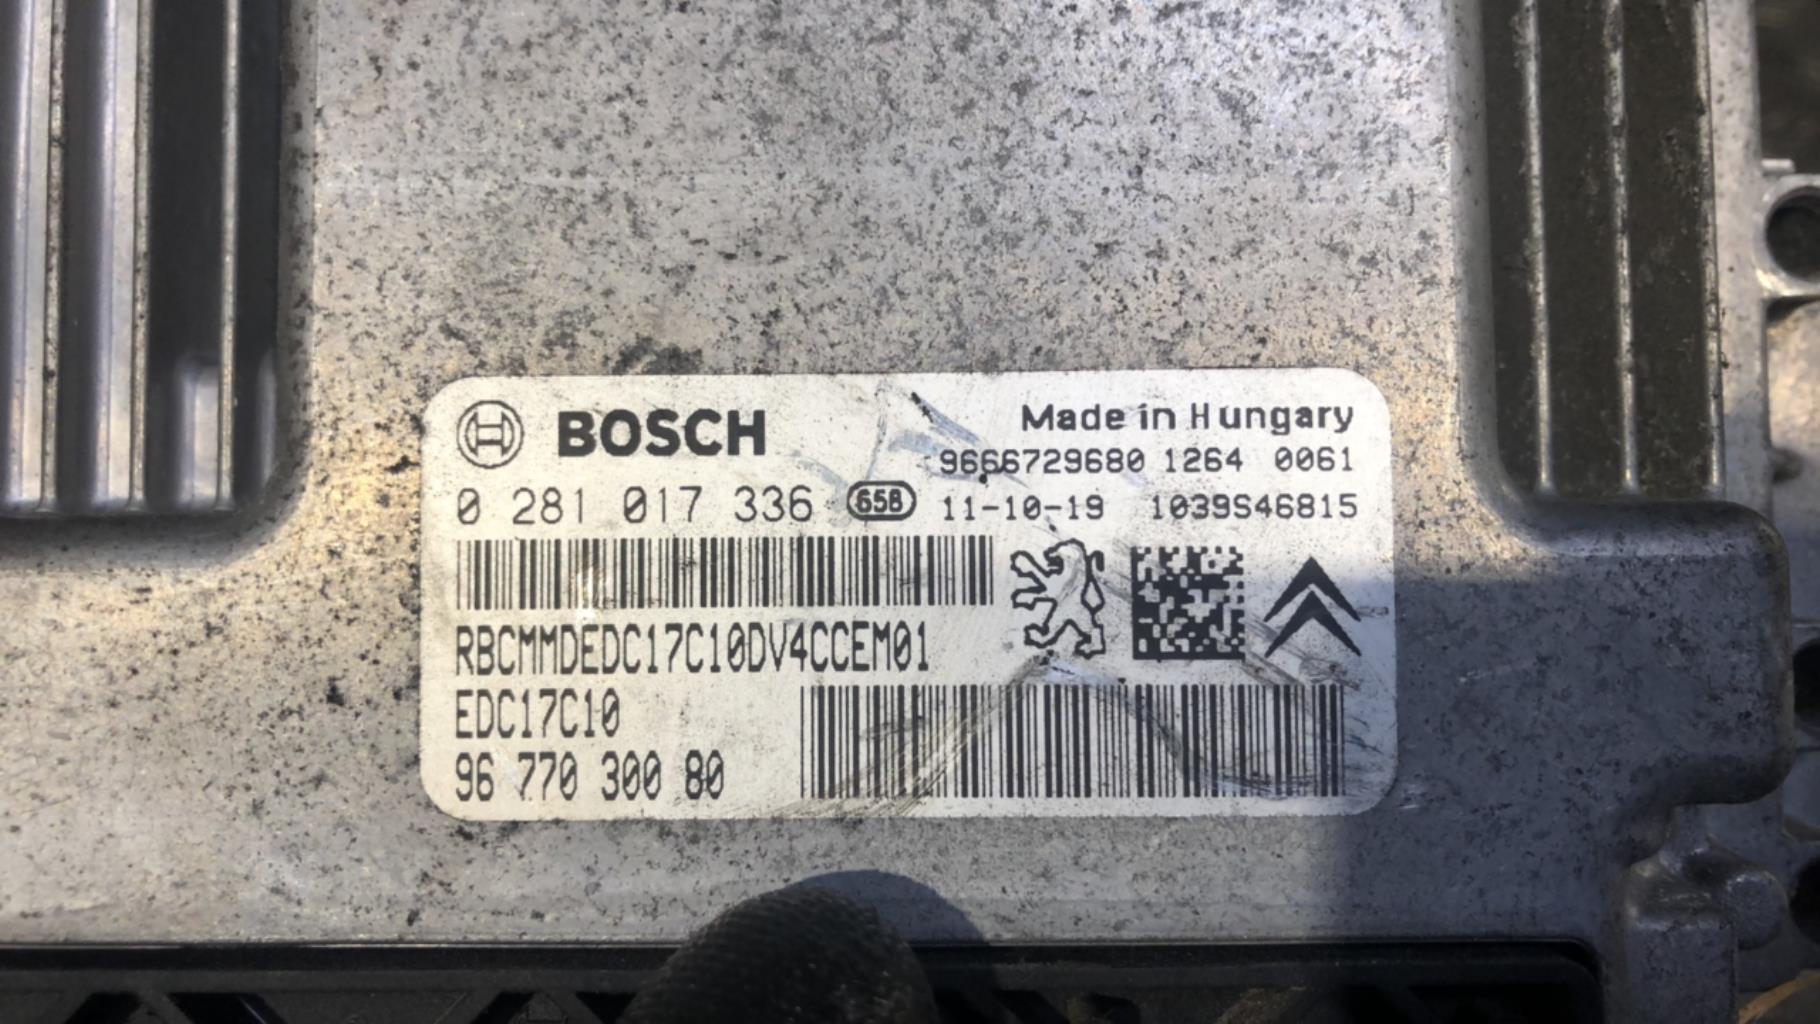 BOSCH
Made in Hungary
9666729680 1264 0061
0 281 017 336 65B 11-10-19 1039S46815
RBCMMDEDC17C10DV4CCEM01
EDC17C10
96 770 300 80